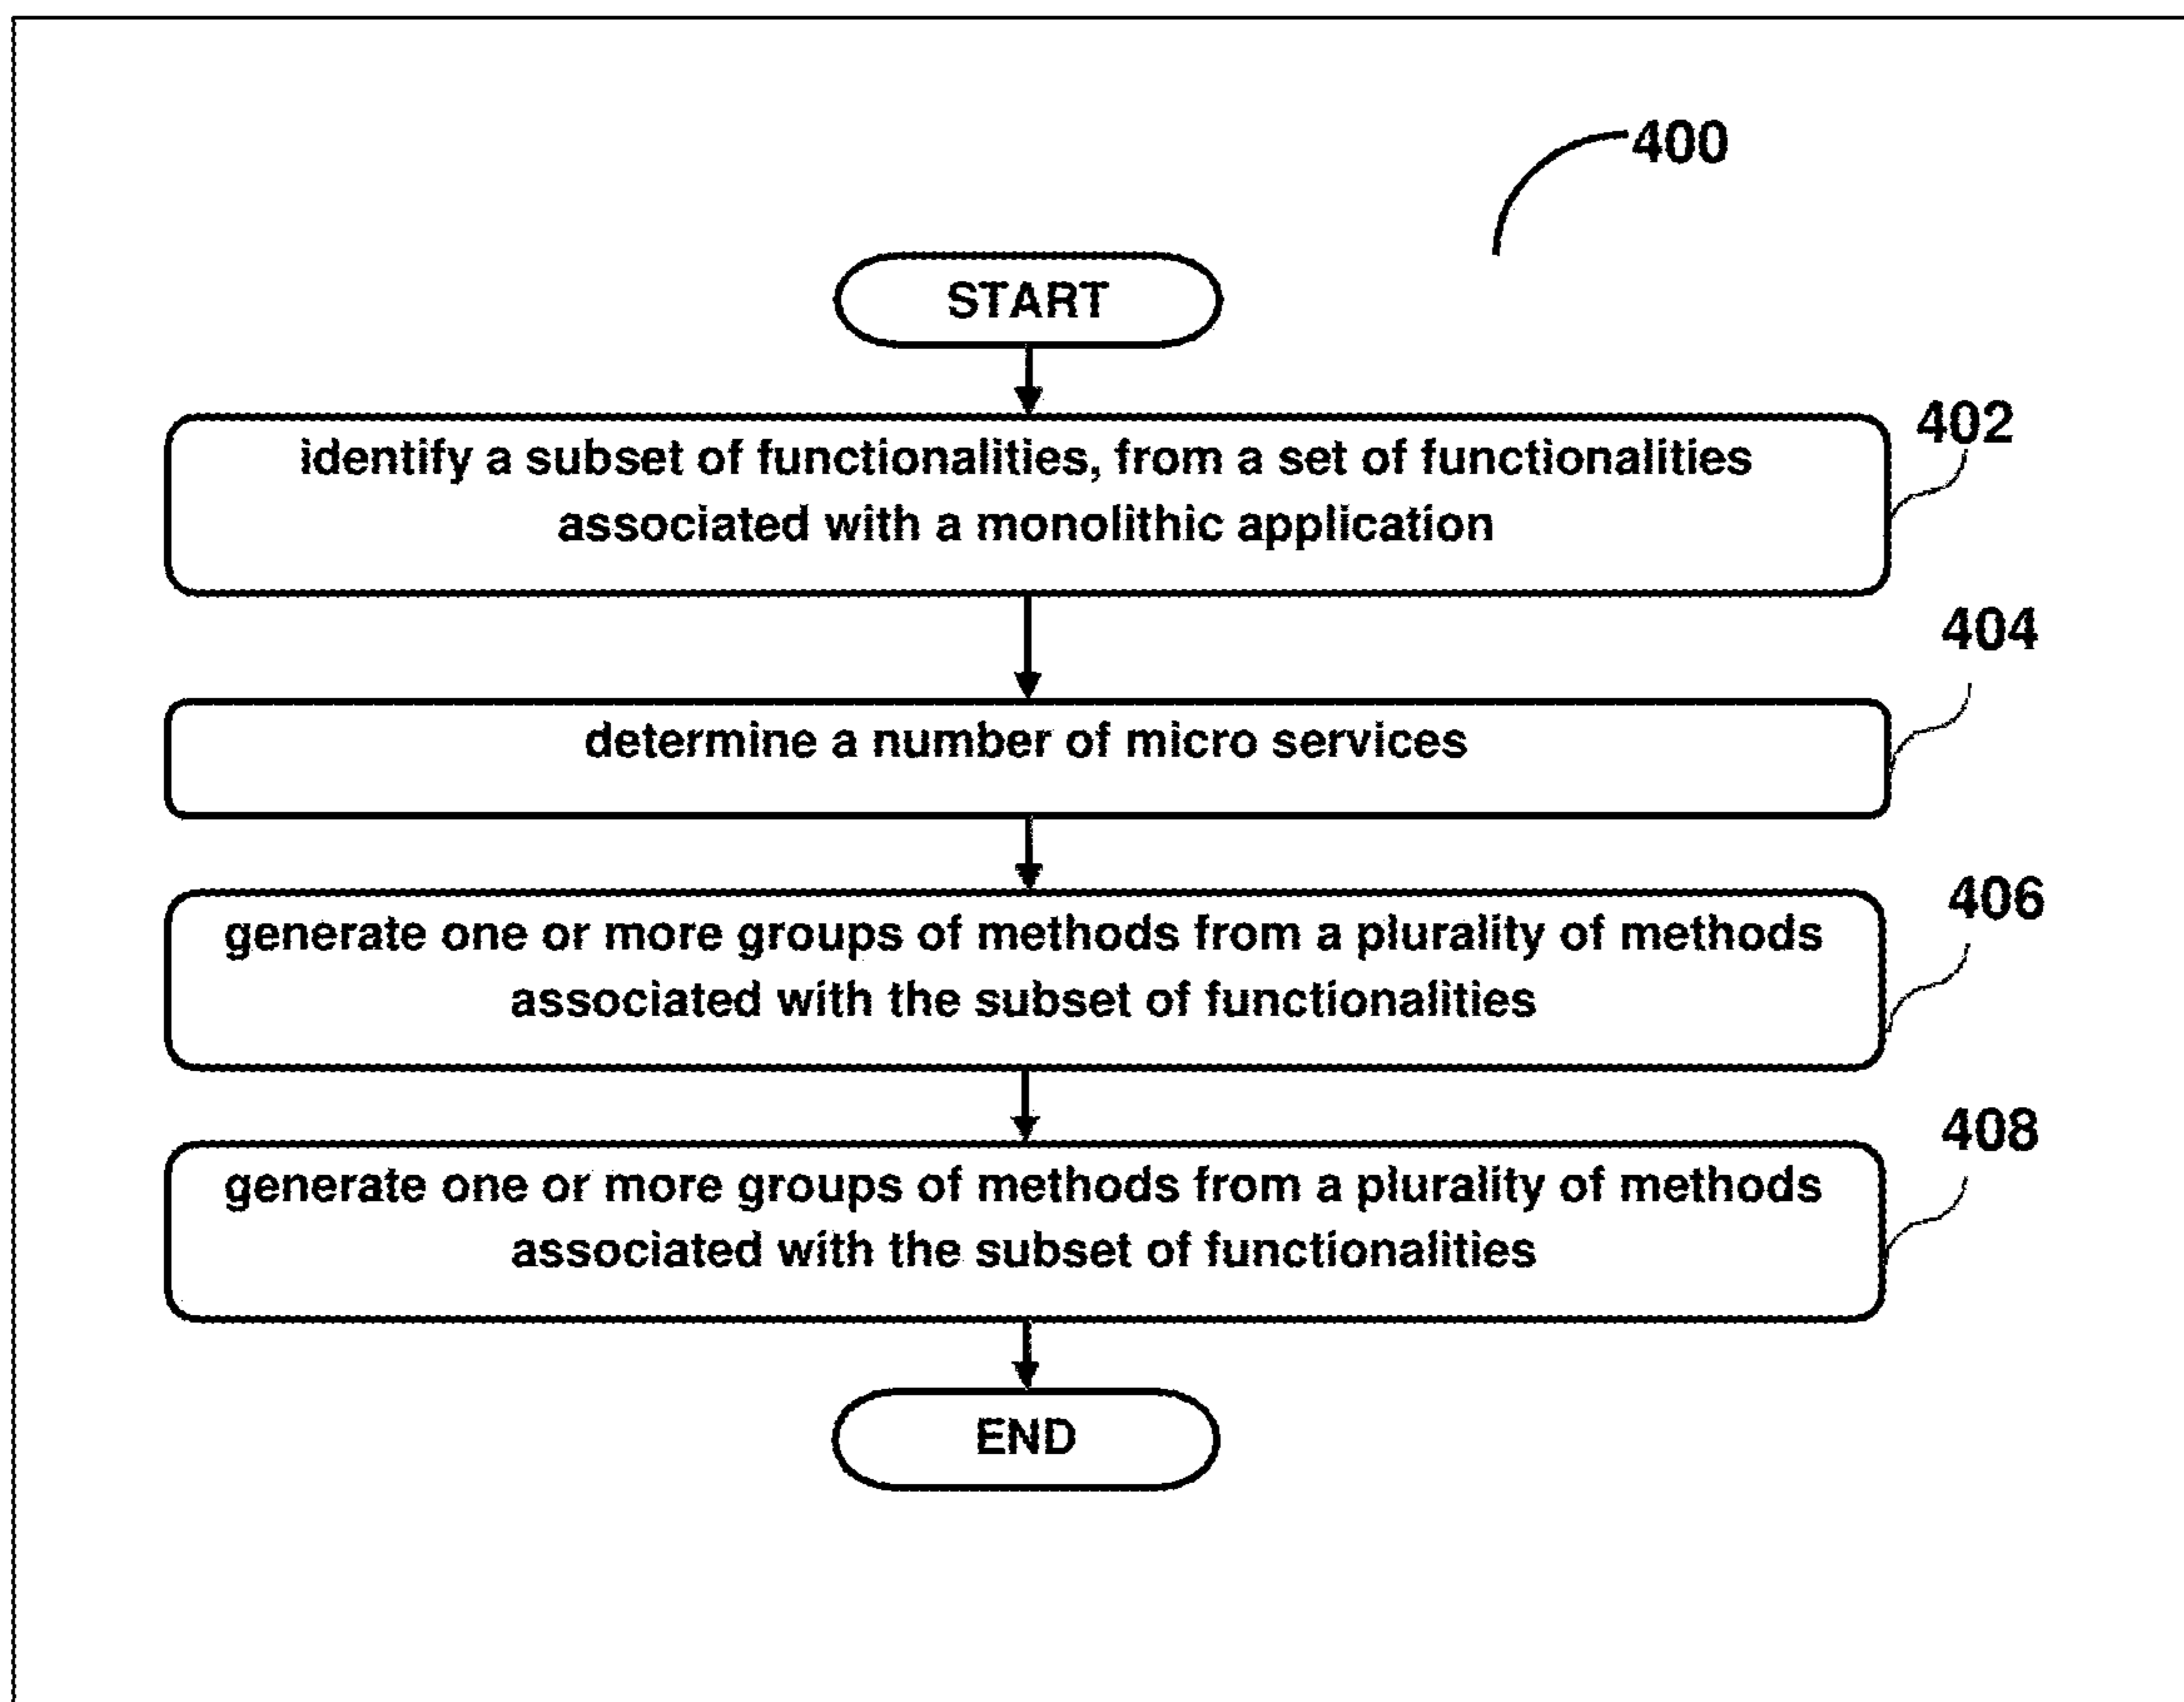 400
START
402
identify a subset of functionalities, from a set of functionalities
associated with a monolithic application
404
determine a number of micro services
406
generate one or more groups of methods from a plurality of methods
associated with the subset of functionalities
408
generate one or more groups of methods from a plurality of methods
associated with the subset of functionalities
END